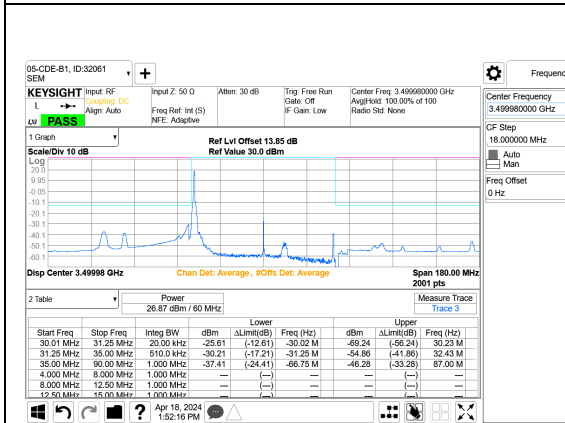 05-CDE-B1, ID:32061
SEM
+
Frequenc
KEYSIGHT Input: RF Input Z: 50 Ω Atten: 30 dB Trig: Free Run Center Freq: 3.499980000 GHz
L Coupling: DC Gate: Off Avg|Hold: 100.00% of 100
Align: Auto Freq Ref: Int (S) IF Gain: Low Radio Std: None
LXI PASS NFE: Adaptive
Center Frequency
3.499980000 GHz
CF Step
18.000000 MHz
Auto
Man
Freq Offset
0 Hz
1 Graph
Ref Lvl Offset 13.85 dB
Scale/Div 10 dB Ref Value 30.0 dBm
Log
20.0
9.95
-0.05
-10.1
-20.1
-30.1
-40.1
-50.1
-60.1
Disp Center 3.49998 GHz Chan Det: Average, #Offs Det: Average Span 180.00 MHz
2001 pts
2 Table Power Measure Trace
26.87 dBm / 60 MHz Trace 3
Lower Upper
Start Freq Stop Freq Integ BW dBm ΔLimit(dB) Freq (Hz) dBm ΔLimit(dB) Freq (Hz)
30.01 MHz 31.25 MHz 20.00 kHz -25.61 (-12.61) -30.02 M -69.24 (-56.24) 30.23 M
31.25 MHz 35.00 MHz 510.0 kHz -30.21 (-17.21) -31.25 M -54.86 (-41.86) 32.43 M
35.00 MHz 90.00 MHz 1.000 MHz -37.41 (-24.41) -66.75 M -46.28 (-33.28) 87.00 M
4.000 MHz 8.000 MHz 1.000 MHz --- (---) --- --- (---) ---
8.000 MHz 12.50 MHz 1.000 MHz --- (---) --- --- (---) ---
12.50 MHz 15.00 MHz 1.000 MHz --- (---) --- --- (---) ---
? Apr 18, 2024
1:52:16 PM